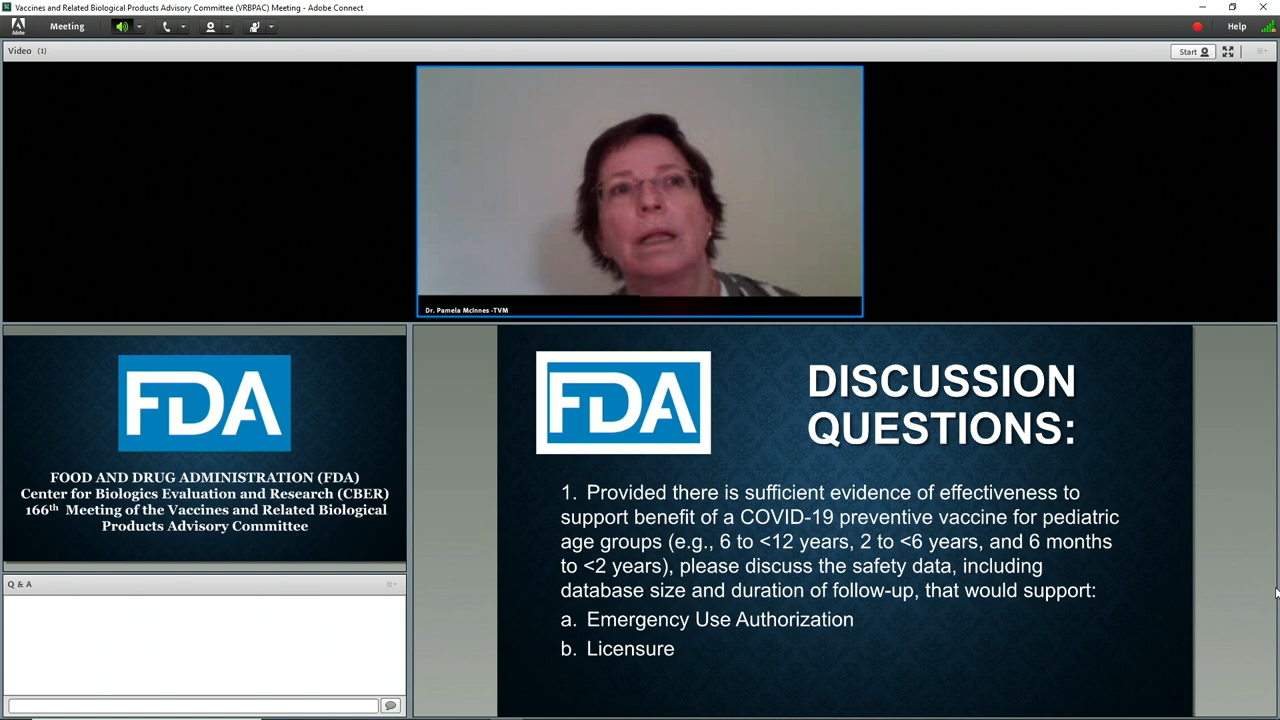 Vaccines and Related Biological Products Advisory Committee (VRBPAC) Meeting - Adobe Connect
Adobe
Meeting
Help
Video (1)
Start
Dr. Pamela McInnes -TVM
FDA
FOOD AND DRUG ADMINISTRATION (FDA)
Center for Biologics Evaluation and Research (CBER)
166th Meeting of the Vaccines and Related Biological
Products Advisory Committee
Q & A
FDA
DISCUSSION
QUESTIONS:
1. Provided there is sufficient evidence of effectiveness to
support benefit of a COVID-19 preventive vaccine for pediatric
age groups (e.g., 6 to <12 years, 2 to <6 years, and 6 months
to <2 years), please discuss the safety data, including
database size and duration of follow-up, that would support:
a. Emergency Use Authorization
b. Licensure